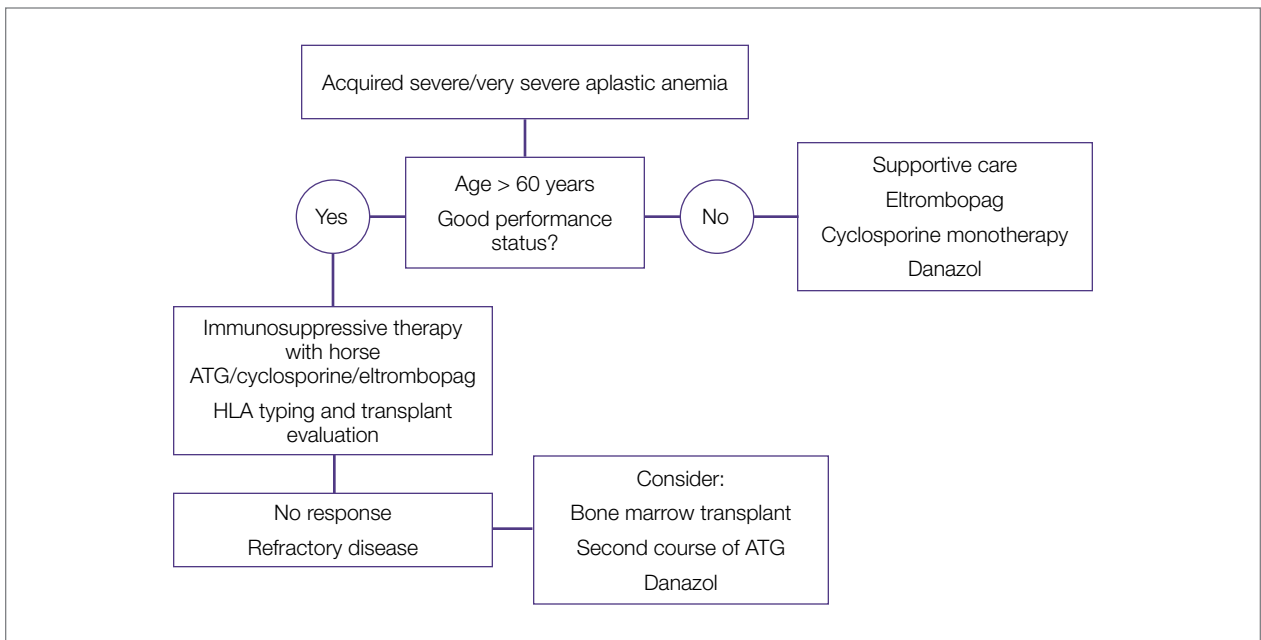 Acquired severe/very severe aplastic anemia
Age > 60 years
Good performance
status?
Yes
No
Supportive care
Eltrombopag
Cyclosporine monotherapy
Danazol
Immunosuppressive therapy
with horse
ATG/cyclosporine/eltrombopag
HLA typing and transplant
evaluation
No response
Refractory disease
Consider:
Bone marrow transplant
Second course of ATG
Danazol